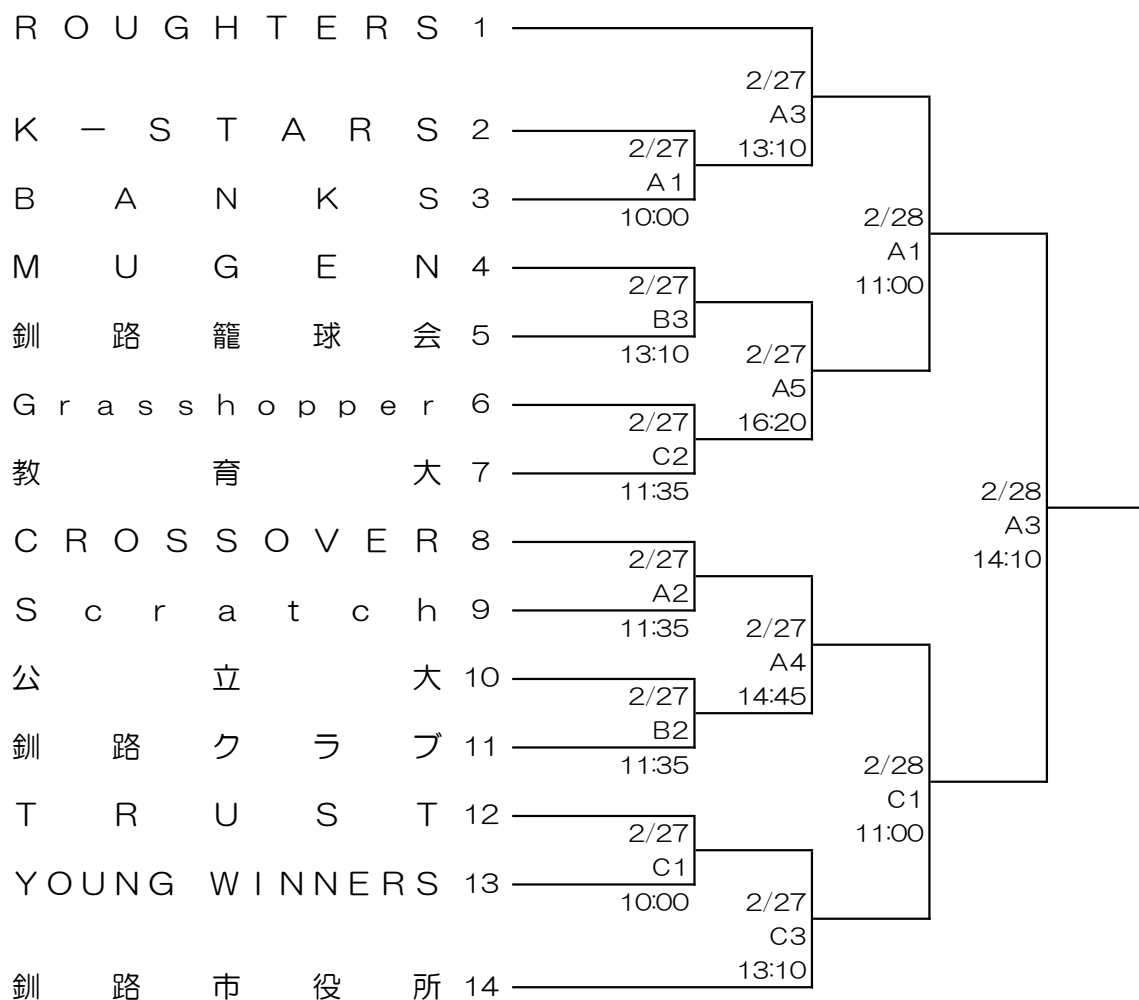 ROUGHTERS 1
2/27
A3
13:10
K－STARS 2
2/27
A1
10:00
BANKS 3
2/28
A1
11:00
MUGEN 4
2/27
B3
13:10
釧路籠球会 5
2/27
A5
16:20
Grasshopper 6
2/27
C2
11:35
教育大 7
2/28
A3
14:10
CROSSOVER 8
2/27
A2
11:35
Scratch 9
2/27
A4
14:45
公立大 10
2/27
B2
11:35
釧路クラブ 11
2/28
C1
11:00
TRUST 12
2/27
C1
10:00
YOUNG WINNERS 13
2/27
C3
13:10
釧路市役所 14